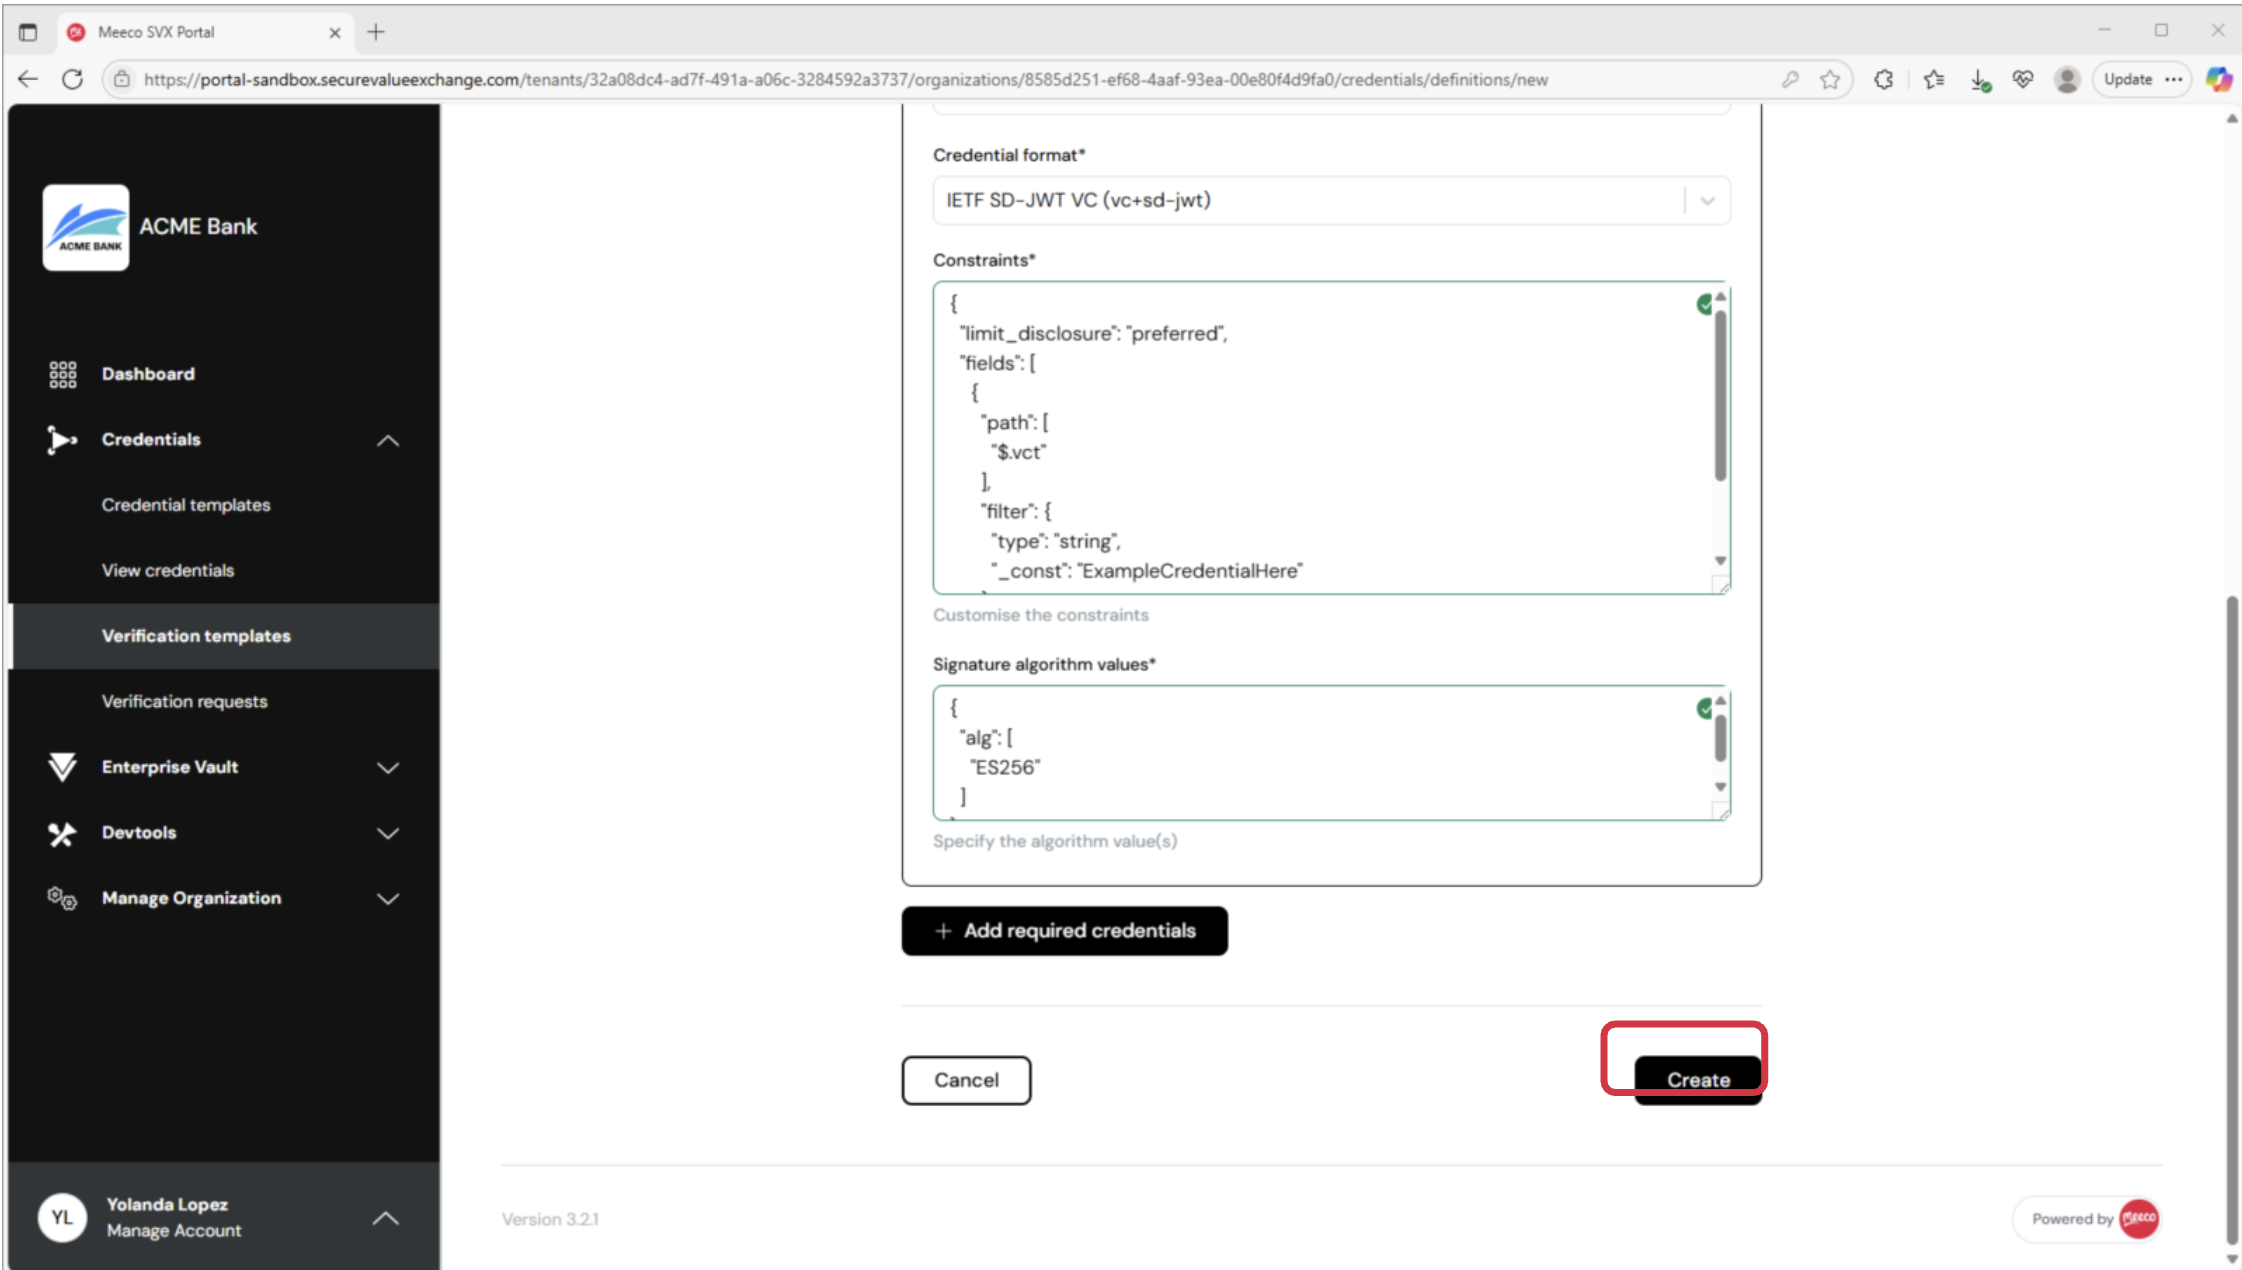 Meeco SVX Portal
https://portal-sandbox.securevalueexchange.com/tenants/32a08dc4-ad7f-491a-a06c-3284592a3737/organizations/8585d251-ef68-4aaf-93ea-00e80f4d9fa0/credentials/definitions/new
Update
ACME BANK
ACME Bank
Dashboard
Credentials
Credential templates
View credentials
Verification templates
Verification requests
Enterprise Vault
Devtools
Manage Organization
YL
Yolanda Lopez
Manage Account
Credential format*
IETF SD-JWT VC (vc+sd-jwt)
Constraints*
{
"limit_disclosure": "preferred",
"fields": [
{
"path": [
"$.vct"
],
"filter": {
"type": "string",
"_const": "ExampleCredentialHere"
Customise the constraints
Signature algorithm values*
{
"alg": [
"ES256"
]
Specify the algorithm value(s)
+ Add required credentials
Cancel
Create
Version 3.2.1
Powered by meeco